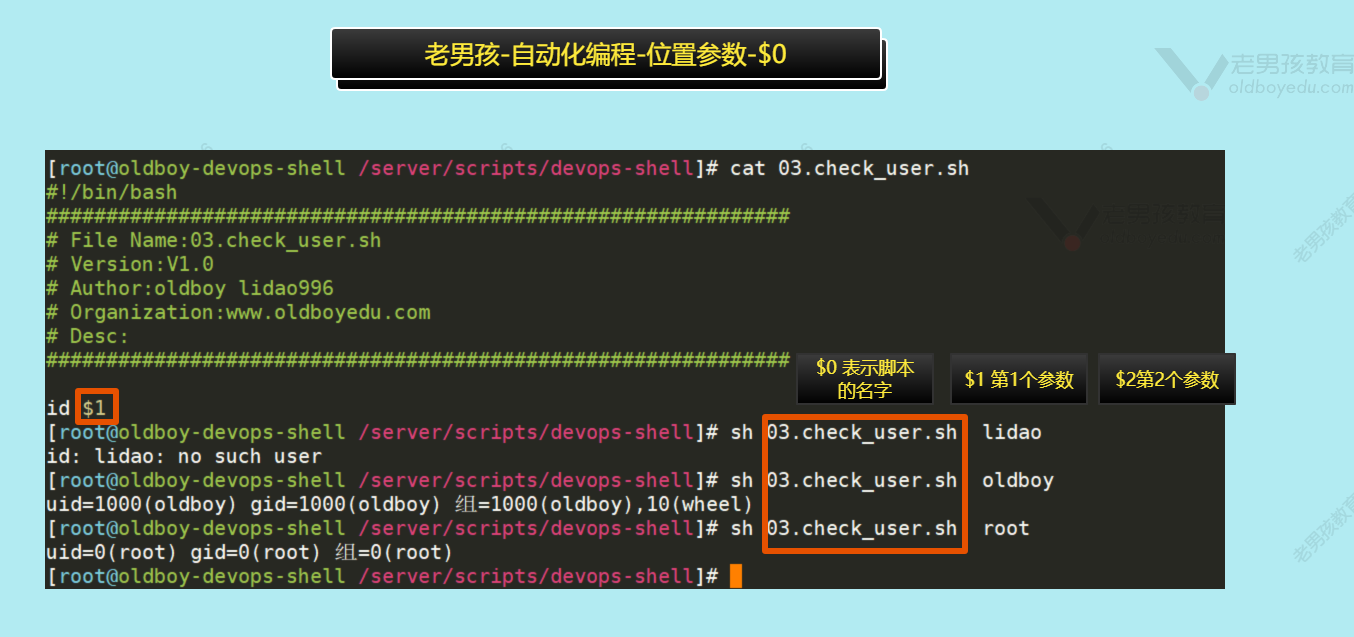 老男孩-自动化编程-位置参数-$0
老男孩教育
oldboyedu.com
[root@oldboy-devops-shell /server/scripts/devops-shell]# cat 03.check_user.sh
#!/bin/bash
##############################################################
# File Name:03.check_user.sh
# Version:V1.0
# Author:oldboy lidao996
# Organization:www.oldboyedu.com
# Desc:
##############################################################
$0 表示脚本
的名字
$1 第1个参数
$2第2个参数
id $1
[root@oldboy-devops-shell /server/scripts/devops-shell]# sh 03.check_user.sh  lidao
id: lidao: no such user
[root@oldboy-devops-shell /server/scripts/devops-shell]# sh 03.check_user.sh  oldboy
uid=1000(oldboy) gid=1000(oldboy) 组=1000(oldboy),10(wheel)
[root@oldboy-devops-shell /server/scripts/devops-shell]# sh 03.check_user.sh  root
uid=0(root) gid=0(root) 组=0(root)
[root@oldboy-devops-shell /server/scripts/devops-shell]#
老男孩教育
老男孩教育
老男孩教育